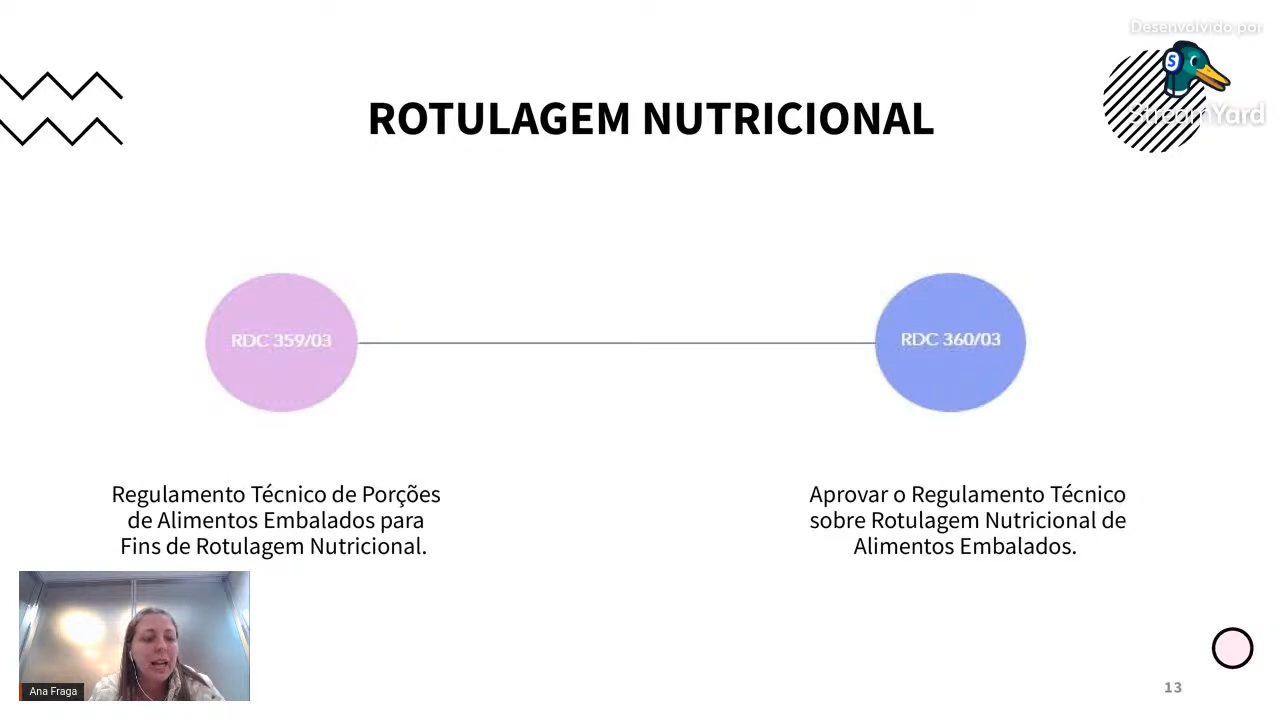 Desenvolvido por
StreamYard
ROTULAGEM NUTRICIONAL
RDC 359/03
RDC 360/03
Regulamento Técnico de Porções
de Alimentos Embalados para
Fins de Rotulagem Nutricional.
Aprovar o Regulamento Técnico
sobre Rotulagem Nutricional de
Alimentos Embalados.
Ana Fraga
13